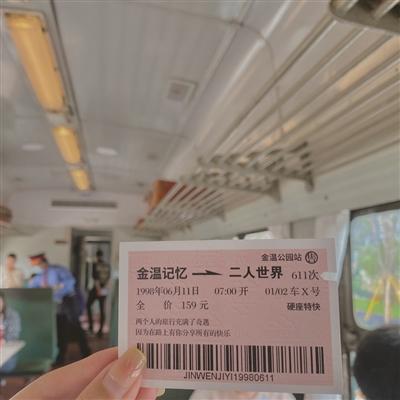 金温公园站
金温记忆 二人世界 611次
1998年06月11日 07:00开 01/02车X号
全 价 159元 硬座特快
两个人的旅行充满了奇遇
因为在路上有你分享所有的快乐
JINWENJIYI19980611